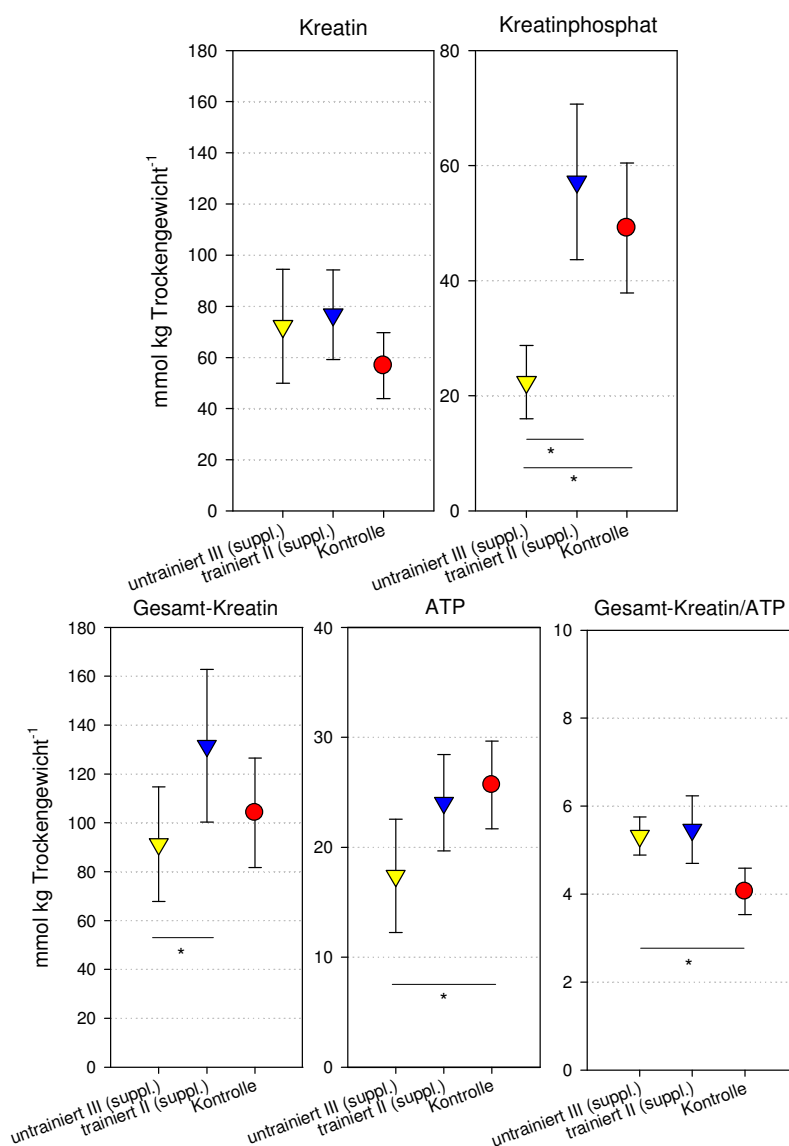 Kreatin
Kreatinphosphat
mmol kg Trockengewicht-1
180
160
140
120
100
80
60
40
20
0
80
60
40
20
0
*
*
untrainiert III (suppl.)
trainiert II (suppl.)
Kontrolle
untrainiert III (suppl.)
trainiert II (suppl.)
Kontrolle
Gesamt-Kreatin
ATP
Gesamt-Kreatin/ATP
mmol kg Trockengewicht-1
180
160
140
120
100
80
60
40
20
0
*
40
30
20
10
0
*
10
8
6
4
2
0
*
untrainiert III (suppl.)
trainiert II (suppl.)
Kontrolle
untrainiert III (suppl.)
trainiert II (suppl.)
Kontrolle
untrainiert III (suppl.)
trainiert II (suppl.)
Kontrolle